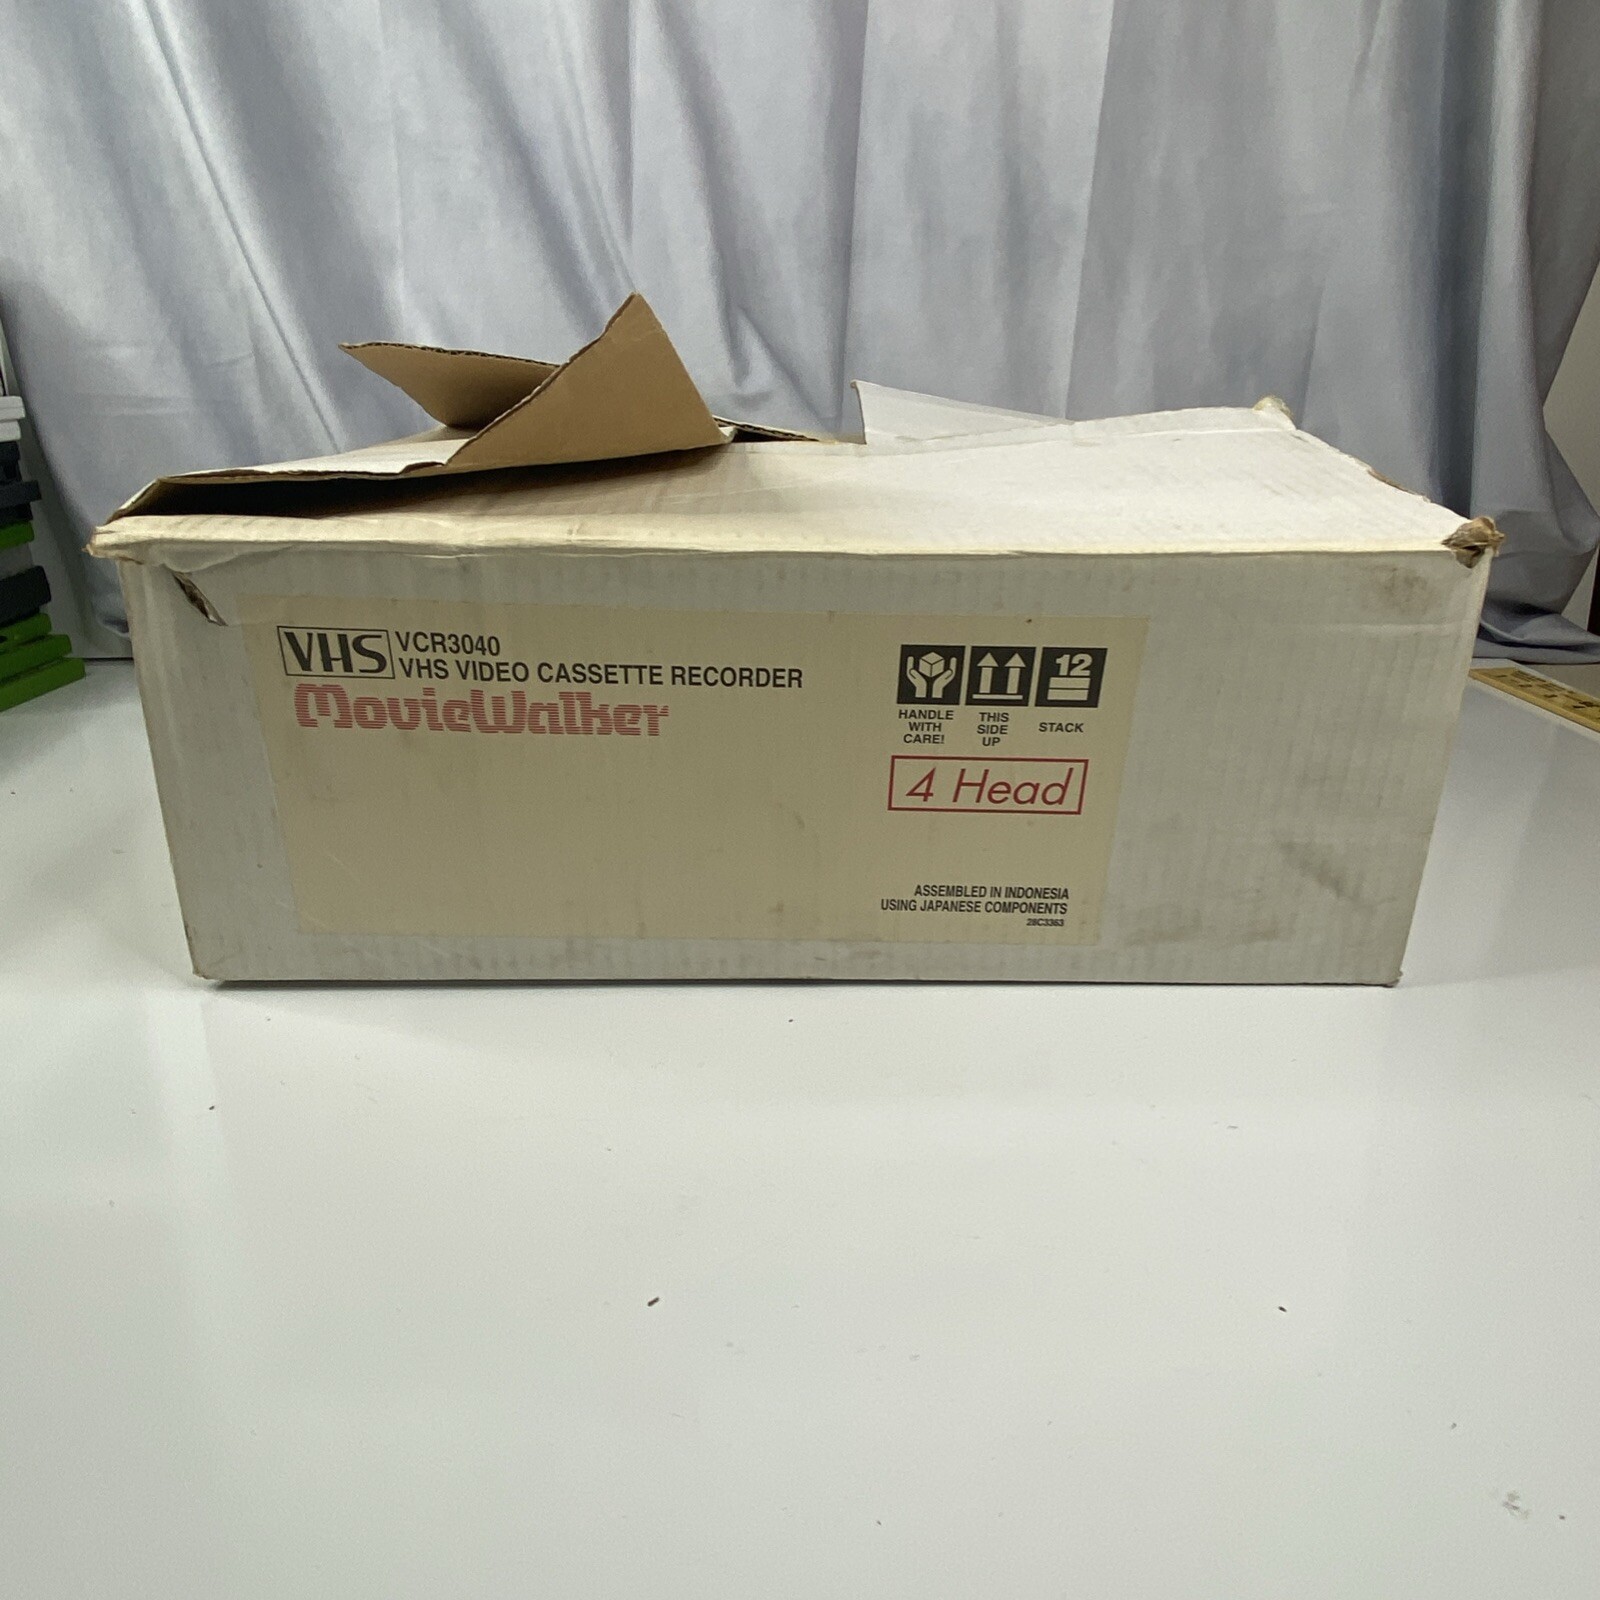 VHS
VCR3040
VHS VIDEO CASSETTE RECORDER
MovieWalker
12
HANDLE
WITH
CARE!
THIS
SIDE
UP
STACK
4 Head
ASSEMBLED IN INDONESIA
USING JAPANESE COMPONENTS
28C3363